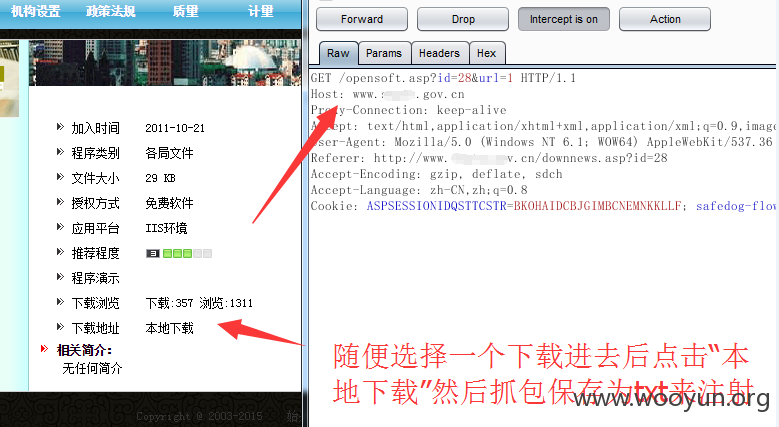 机构设置 政策法规 质量 计量
加入时间 2011-10-21
程序类别 各局文件
文件大小 29 KB
授权方式 免费软件
应用平台 IIS环境
推荐程度
程序演示
下载浏览 下载:357 浏览:1311
下载地址 本地下载
相关简介:
无任何简介
Copyright @ 2003-2015
Forward Drop Intercept is on Action
Raw Params Headers Hex
GET /opensoft.asp?id=28&url=1 HTTP/1.1
Host: www.s .gov.cn
Proxy-Connection: keep-alive
Accept: text/html,application/xhtml+xml,application/xml;q=0.9,image
User-Agent: Mozilla/5.0 (Windows NT 6.1; WOW64) AppleWebKit/537.36
Referer: http://www. v.cn/downnews.asp?id=28
Accept-Encoding: gzip, deflate, sdch
Accept-Language: zh-CN,zh;q=0.8
Cookie: ASPSESSIONIDQSTTCSTR=BKOHAIDCBJGIMBCNEMNKKLLF; safedog-flow
随便选择一个下载进去后点击“本
地下载”然后抓包保存为txt来注射
www.wooyun.org